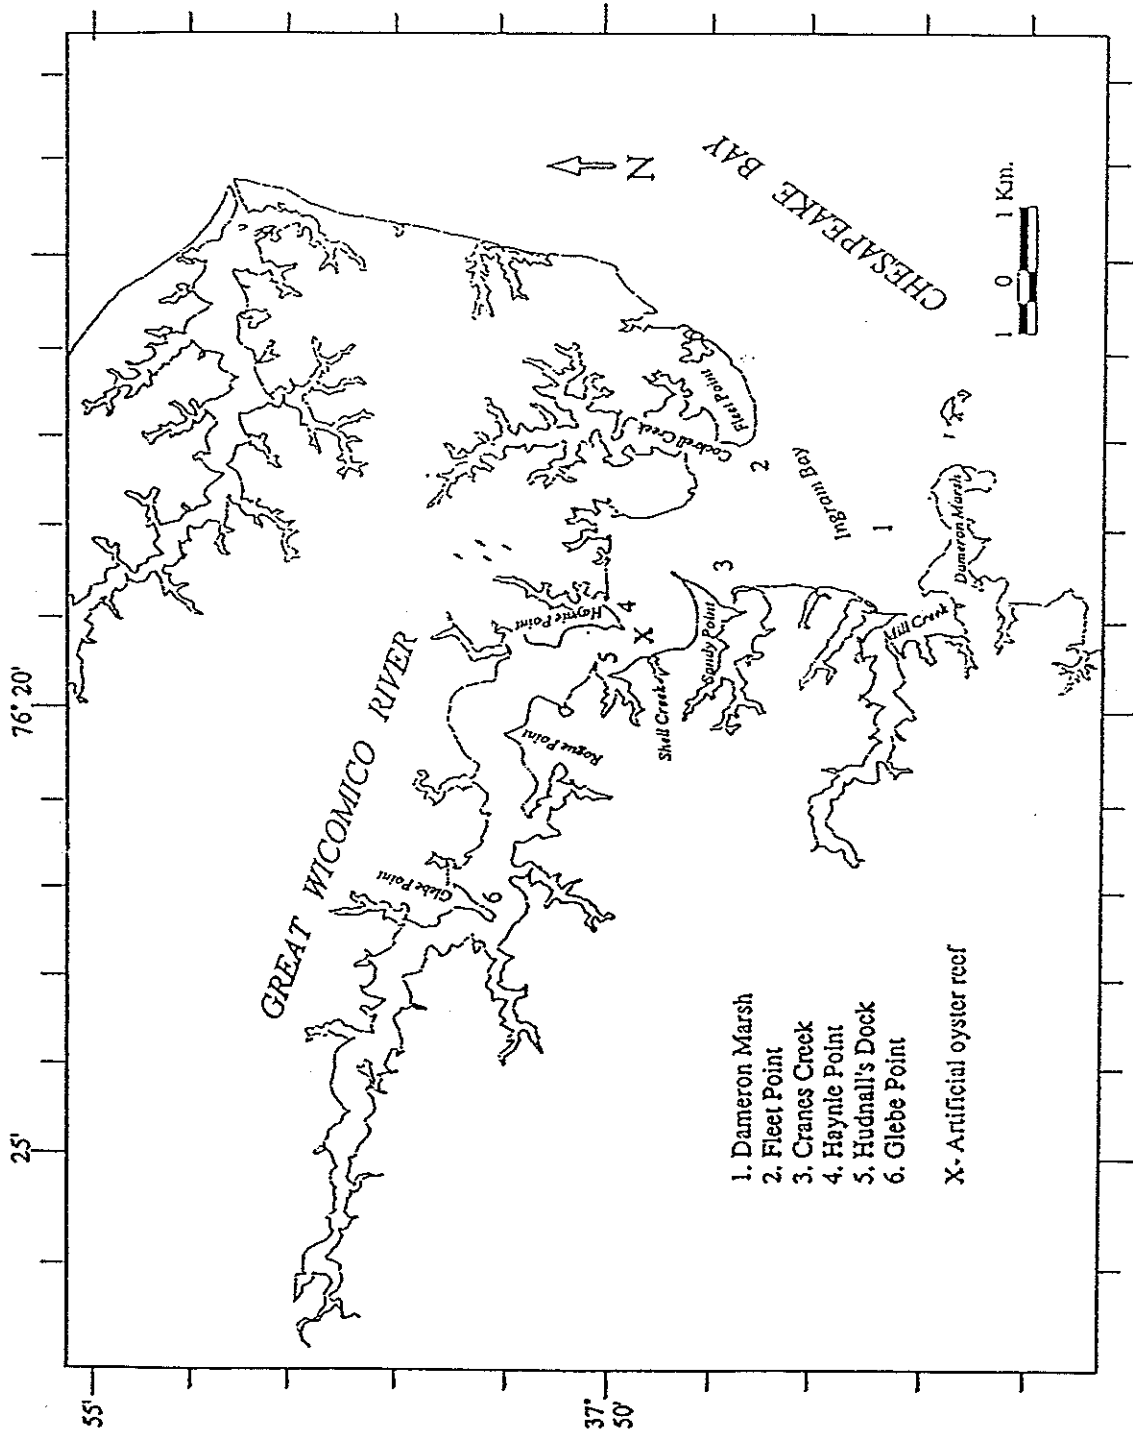 25'
76° 20'
55'
37°
50'
GREAT WICOMICO RIVER
CHESAPEAKE BAY
N
1 0 1 Km.
Glebe Point
6
Rogue Point
Haynie Point
4
X
5
Shell Creek
Sandy Point
3
Cockrell Creek
Fleet Point
2
Ingram Bay
1
Mill Creek
Dameron Marsh
1. Dameron Marsh
2. Fleet Point
3. Cranes Creek
4. Haynie Point
5. Hudnall's Dock
6. Glebe Point
X- Artificial oyster reef